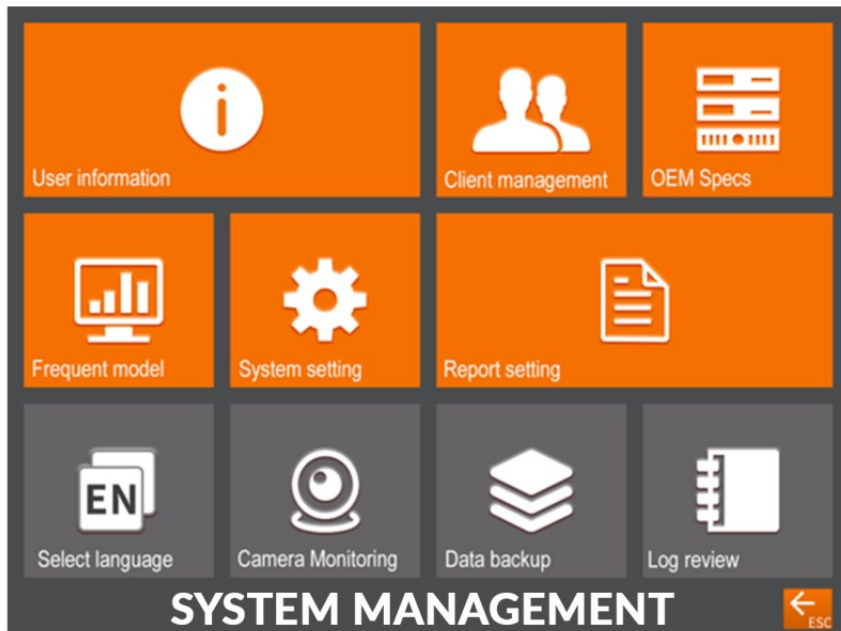 User information
Client management
OEM Specs
Frequent model
System setting
Report setting
EN
Select language
Camera Monitoring
Data backup
Log review
SYSTEM MANAGEMENT
ESC